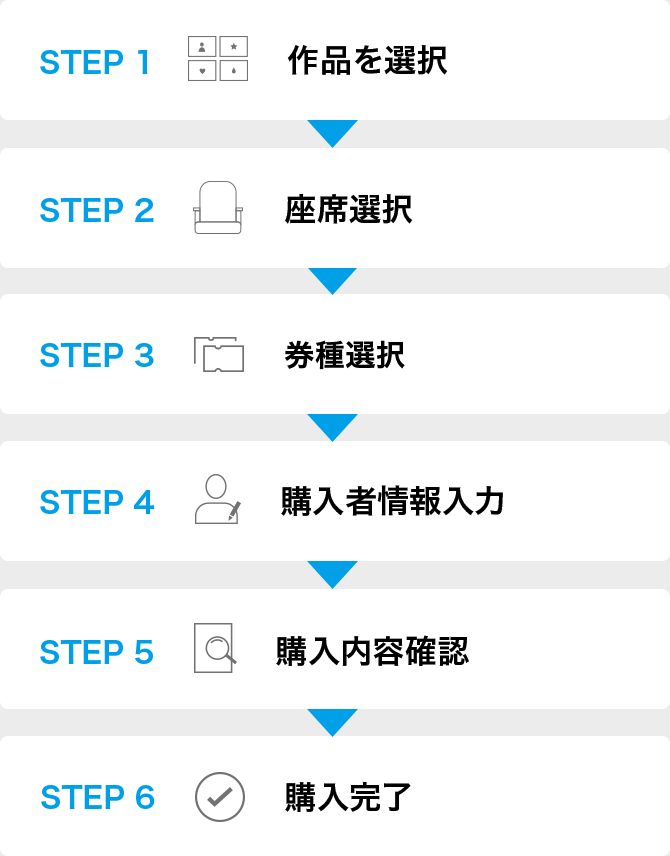 STEP 1 作品を選択
STEP 2 座席選択
STEP 3 券種選択
STEP 4 購入者情報入力
STEP 5 購入内容確認
STEP 6 購入完了